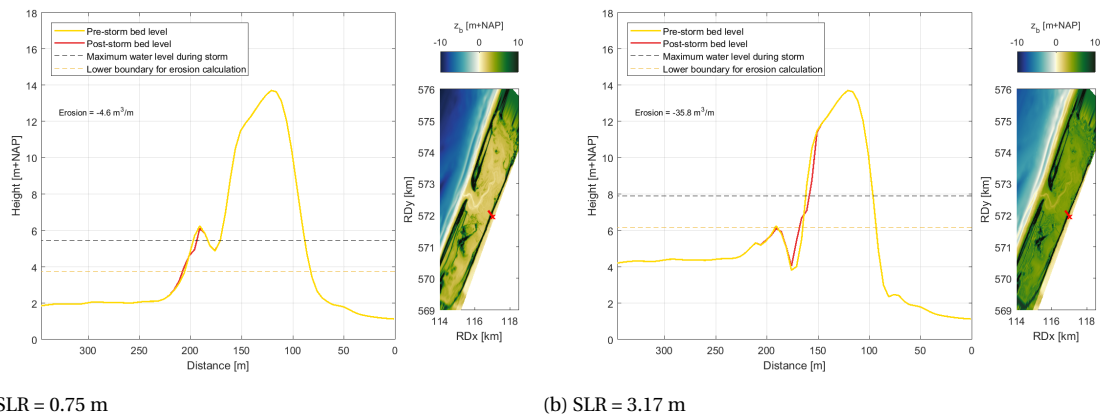 18
16
14
12
10
8
6
4
2
0
Height [m+NAP]
Pre-storm bed level
Post-storm bed level
Maximum water level during storm
Lower boundary for erosion calculation
Erosion = -4.6 m³/m
300
250
200
150
100
50
0
Distance [m]
z_b [m+NAP]
-10
0
10
576
575
574
573
572
571
570
569
RDy [km]
114
116
118
RDx [km]
18
16
14
12
10
8
6
4
2
0
Height [m+NAP]
Pre-storm bed level
Post-storm bed level
Maximum water level during storm
Lower boundary for erosion calculation
Erosion = -35.8 m³/m
300
250
200
150
100
50
0
Distance [m]
z_b [m+NAP]
-10
0
10
576
575
574
573
572
571
570
569
RDy [km]
114
116
118
RDx [km]
SLR = 0.75 m
(b) SLR = 3.17 m